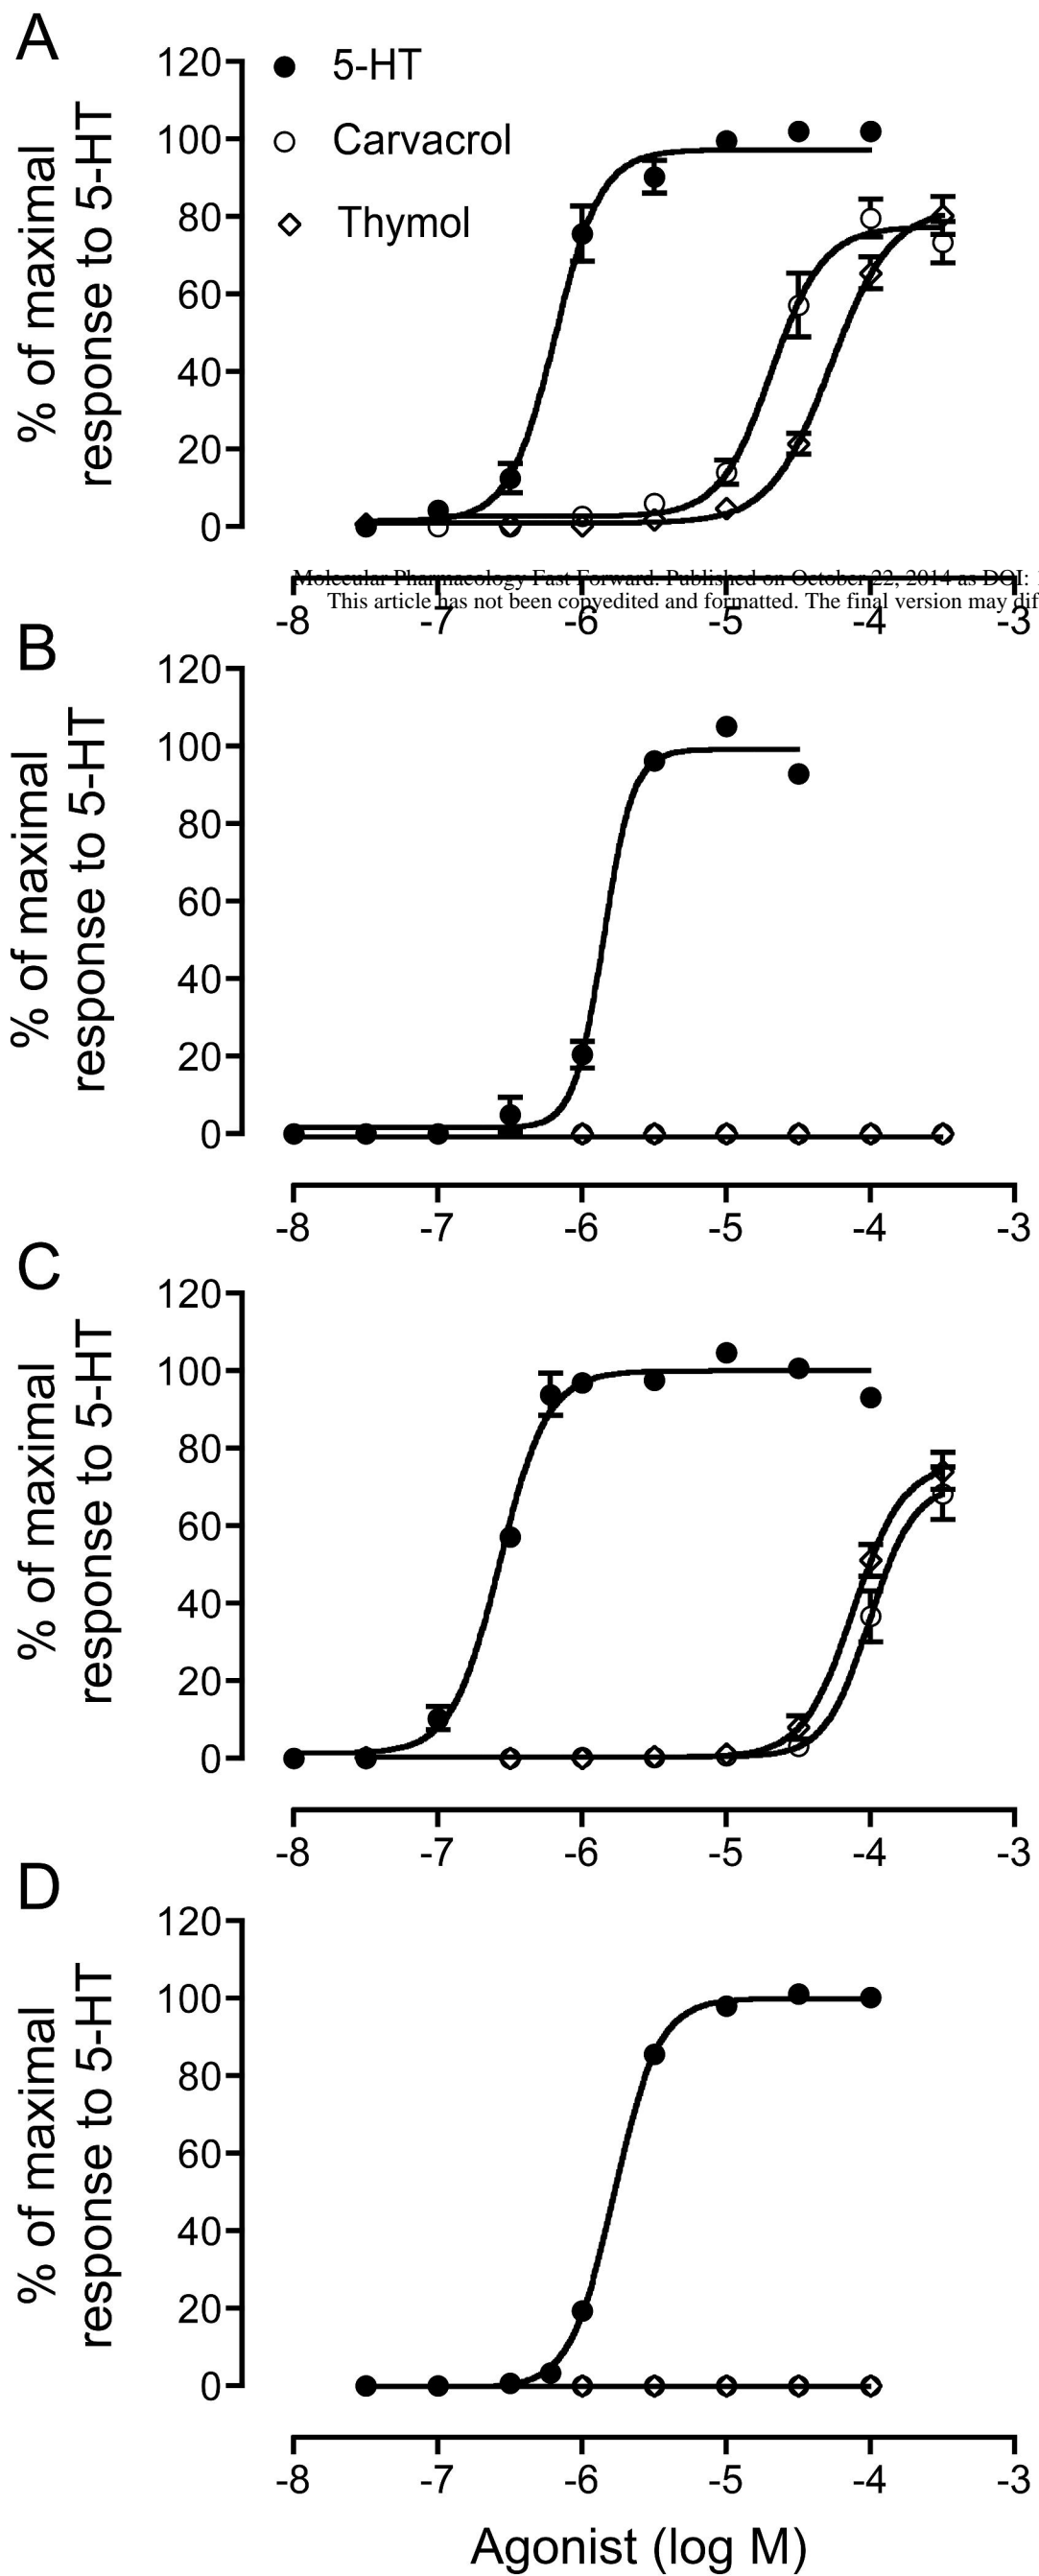 A
120
100
80
60
40
20
0
% of maximal
response to 5-HT
5-HT
Carvacrol
Thymol
Molecular Pharmacology Fast Forward. Published on October 22, 2014 as DOI: 1
This article has not been copyedited and formatted. The final version may dif
-8 -7 -6 -5 -4 -3
B
120
100
80
60
40
20
0
% of maximal
response to 5-HT
-8 -7 -6 -5 -4 -3
C
120
100
80
60
40
20
0
% of maximal
response to 5-HT
-8 -7 -6 -5 -4 -3
D
120
100
80
60
40
20
0
% of maximal
response to 5-HT
-8 -7 -6 -5 -4 -3
Agonist (log M)